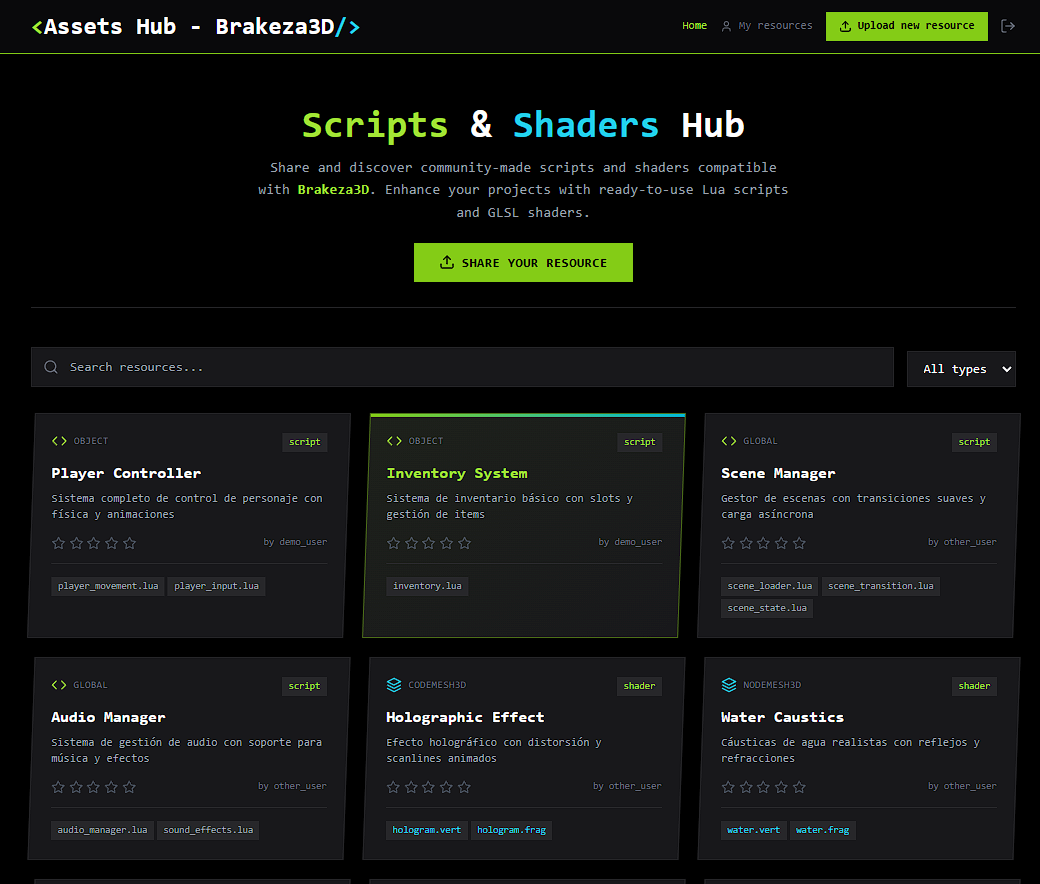 <Assets Hub - Brakeza3D/>
Home My resources Upload new resource
Scripts & Shaders Hub
Share and discover community-made scripts and shaders compatible
with Brakeza3D. Enhance your projects with ready-to-use Lua scripts
and GLSL shaders.
SHARE YOUR RESOURCE
Search resources...
All types
OBJECT script
Player Controller
Sistema completo de control de personaje con
física y animaciones
by demo_user
player_movement.lua player_input.lua
OBJECT script
Inventory System
Sistema de inventario básico con slots y
gestión de items
by demo_user
inventory.lua
GLOBAL script
Scene Manager
Gestor de escenas con transiciones suaves y
carga asíncrona
by other_user
scene_loader.lua scene_transition.lua
scene_state.lua
GLOBAL script
Audio Manager
Sistema de gestión de audio con soporte para
música y efectos
by other_user
audio_manager.lua sound_effects.lua
CODEMESH3D shader
Holographic Effect
Efecto holográfico con distorsión y
scanlines animados
by other_user
hologram.vert hologram.frag
NODEMESH3D shader
Water Caustics
Cáusticas de agua realistas con reflejos y
refracciones
by other_user
water.vert water.frag